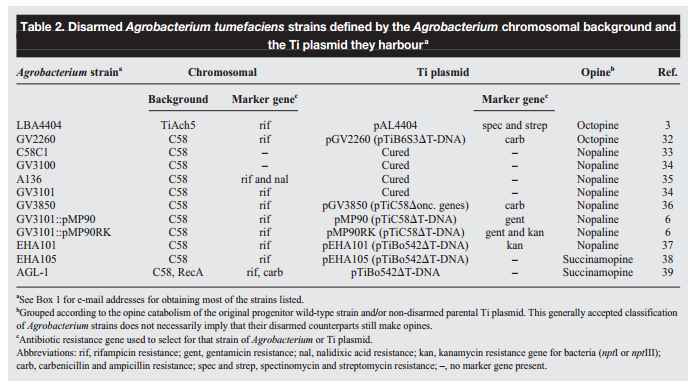 Table 2. Disarmed Agrobacterium tumefaciens strains defined by the Agrobacterium chromosomal background and
the Ti plasmid they harbour a
Agrobacterium strain a Chromosomal Ti plasmid Opine b Ref.
Background Marker gene c Marker gene c
LBA4404 TiAch5 rif pAL4404 spec and strep Octopine 3
GV2260 C58 rif pGV2260 (pTiB6S3ΔT-DNA) carb Octopine 32
C58C1 C58 – Cured – Nopaline 33
GV3100 C58 – Cured – Nopaline 34
A136 C58 rif and nal Cured – Nopaline 35
GV3101 C58 rif Cured – Nopaline 34
GV3850 C58 rif pGV3850 (pTiC58Δonc. genes) carb Nopaline 36
GV3101::pMP90 C58 rif pMP90 (pTiC58ΔT-DNA) gent Nopaline 6
GV3101::pMP90RK C58 rif pMP90RK (pTiC58ΔT-DNA) gent and kan Nopaline 6
EHA101 C58 rif pEHA101 (pTiBo542ΔT-DNA) kan Nopaline 37
EHA105 C58 rif pEHA105 (pTiBo542ΔT-DNA) – Succinamopine 38
AGL-1 C58, RecA rif, carb pTiBo542ΔT-DNA – Succinamopine 39
a See Box 1 for e-mail addresses for obtaining most of the strains listed.
b Grouped according to the opine catabolism of the original progenitor wild-type strain and/or non-disarmed parental Ti plasmid. This generally accepted classification
of Agrobacterium strains does not necessarily imply that their disarmed counterparts still make opines.
c Antibiotic resistance gene used to select for that strain of Agrobacterium or Ti plasmid.
Abbreviations: rif, rifampicin resistance; gent, gentamicin resistance; nal, nalidixic acid resistance; kan, kanamycin resistance gene for bacteria (nptI or nptIII);
carb, carbenicillin and ampicillin resistance; spec and strep, spectinomycin and streptomycin resistance; –, no marker gene present.